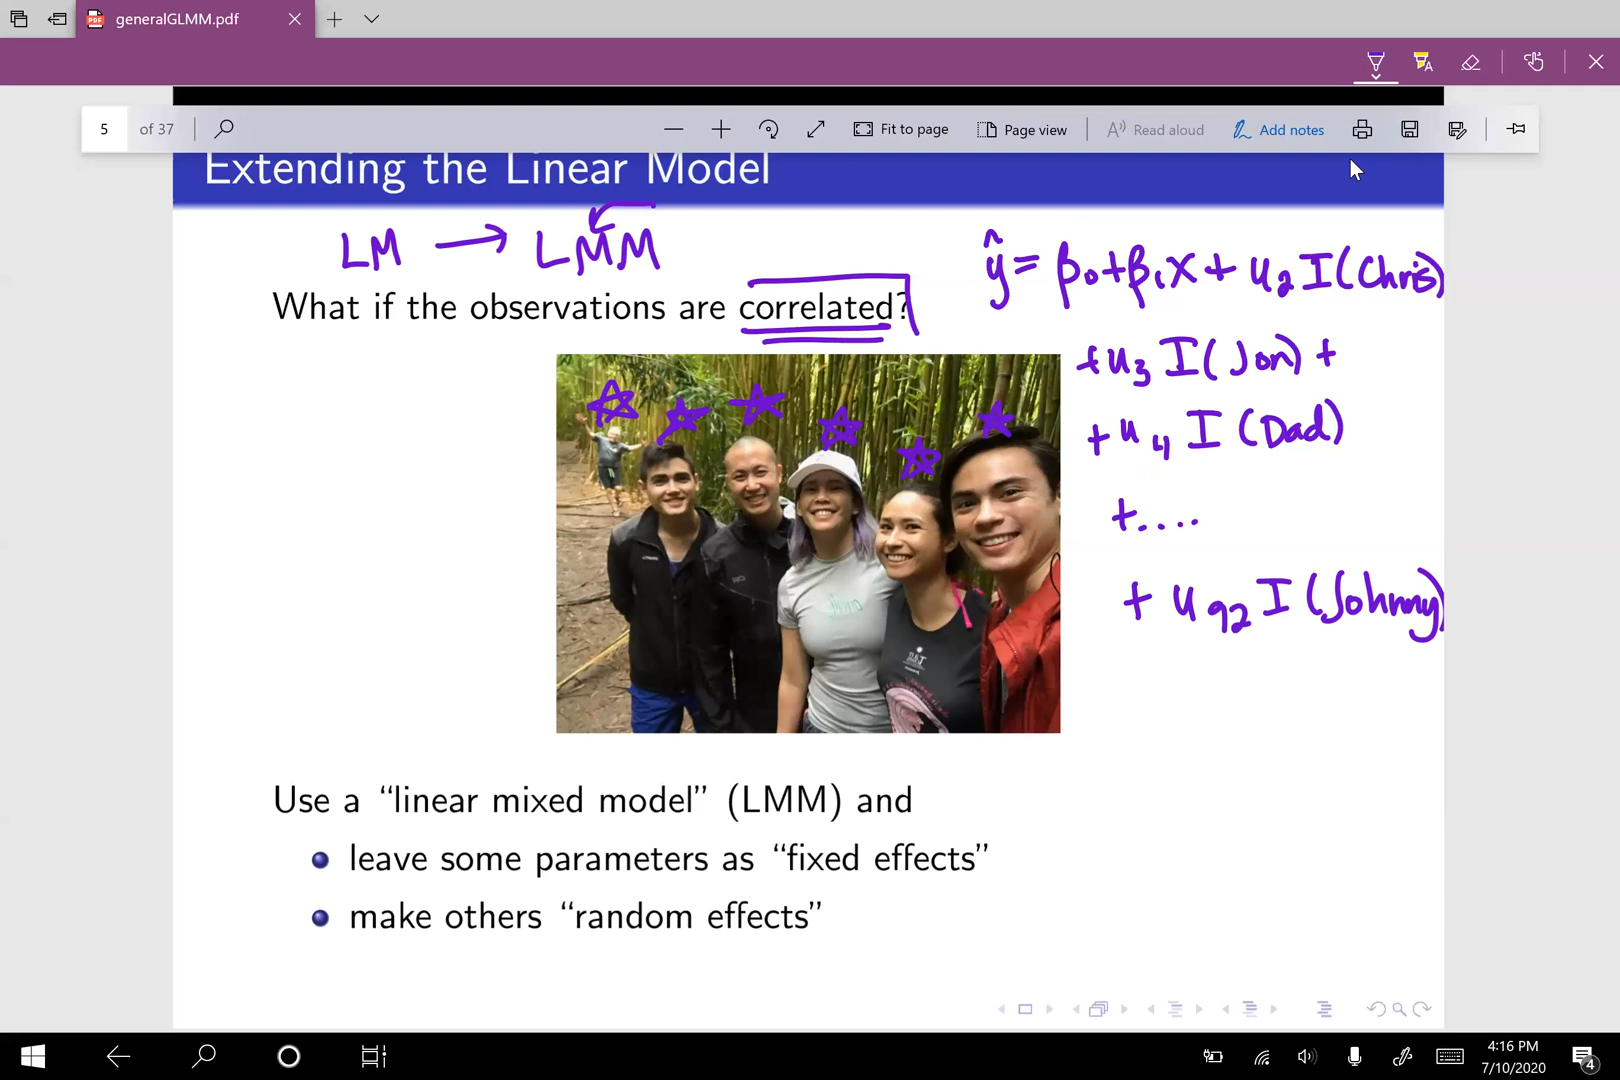 generalGLMM.pdf
5 of 37
Fit to page
Page view
Read aloud
Add notes
Extending the Linear Model
LM → LMM
What if the observations are correlated?
ŷ = β₀+β₁x + u₂ I(Chris)
+u₃ I(Jon) +
+u₄ I(Dad)
+....
+ u₉₂ I(Johnny)
Use a “linear mixed model” (LMM) and
leave some parameters as “fixed effects”
make others “random effects”
4:16 PM
7/10/2020
4